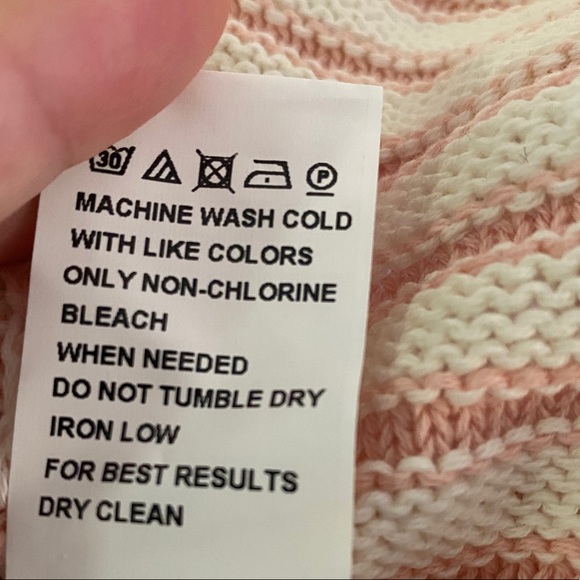 30 P
MACHINE WASH COLD
WITH LIKE COLORS
ONLY NON-CHLORINE
BLEACH
WHEN NEEDED
DO NOT TUMBLE DRY
IRON LOW
FOR BEST RESULTS
DRY CLEAN